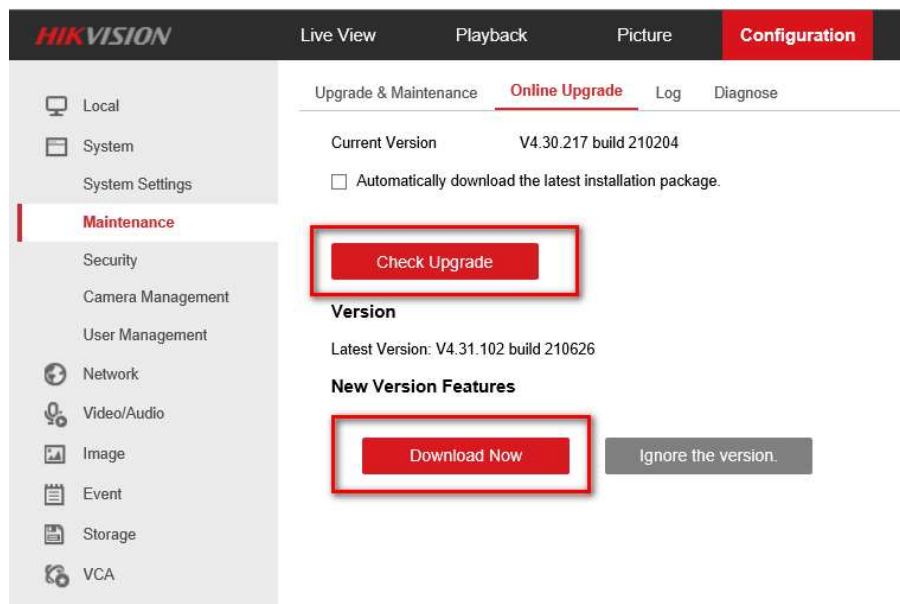 HIKVISION Live View Playback Picture Configuration
Upgrade & Maintenance Online Upgrade Log Diagnose
Local
System
System Settings
Maintenance
Security
Camera Management
User Management
Network
Video/Audio
Image
Event
Storage
VCA
Current Version V4.30.217 build 210204
Automatically download the latest installation package.
Check Upgrade
Version
Latest Version: V4.31.102 build 210626
New Version Features
Download Now Ignore the version.